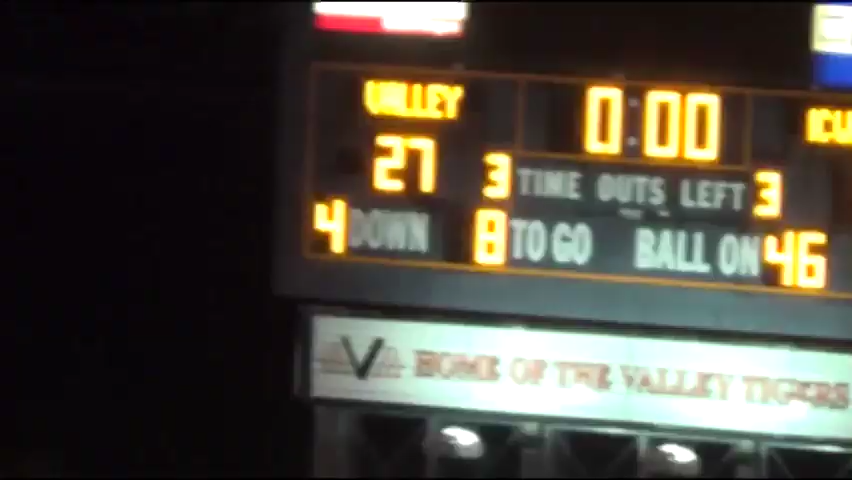 VALLEY 0:00
27 3 TIME OUTS LEFT 3
4 DOWN 8 TO GO BALL ON 46
HOME OF THE VALLEY TIGERS